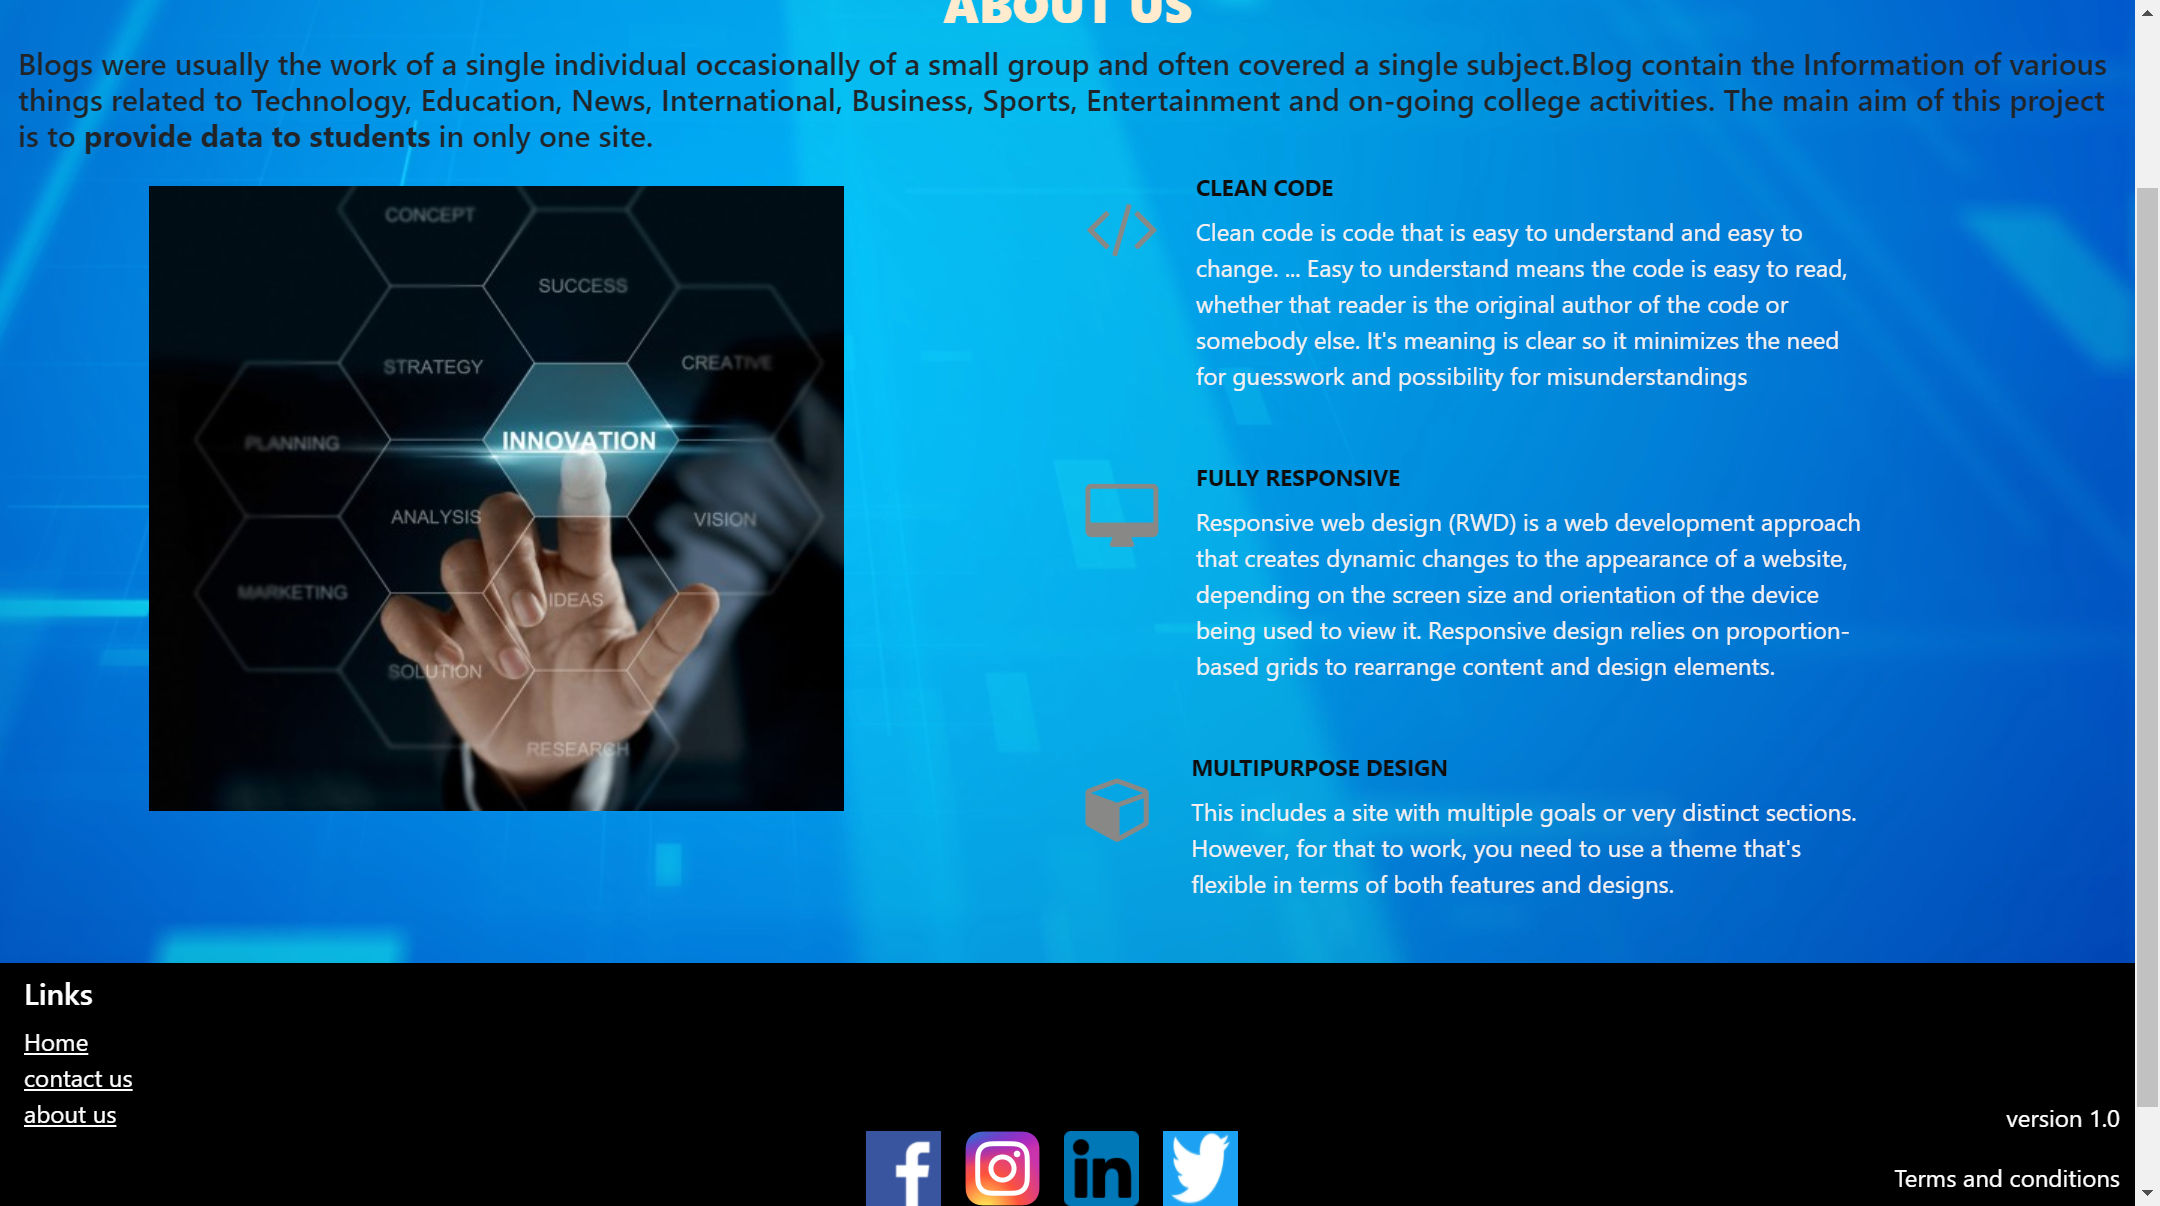 ABOUT US
Blogs were usually the work of a single individual occasionally of a small group and often covered a single subject.Blog contain the Information of various
things related to Technology, Education, News, International, Business, Sports, Entertainment and on-going college activities. The main aim of this project
is to provide data to students in only one site.
CONCEPT
SUCCESS
STRATEGY
CREATIVE
PLANNING
INNOVATION
ANALYSIS
VISION
MARKETING
IDEAS
SOLUTION
RESEARCH
CLEAN CODE
Clean code is code that is easy to understand and easy to
change. ... Easy to understand means the code is easy to read,
whether that reader is the original author of the code or
somebody else. It's meaning is clear so it minimizes the need
for guesswork and possibility for misunderstandings
FULLY RESPONSIVE
Responsive web design (RWD) is a web development approach
that creates dynamic changes to the appearance of a website,
depending on the screen size and orientation of the device
being used to view it. Responsive design relies on proportion-
based grids to rearrange content and design elements.
MULTIPURPOSE DESIGN
This includes a site with multiple goals or very distinct sections.
However, for that to work, you need to use a theme that's
flexible in terms of both features and designs.
Links
Home
contact us
about us
version 1.0
Terms and conditions